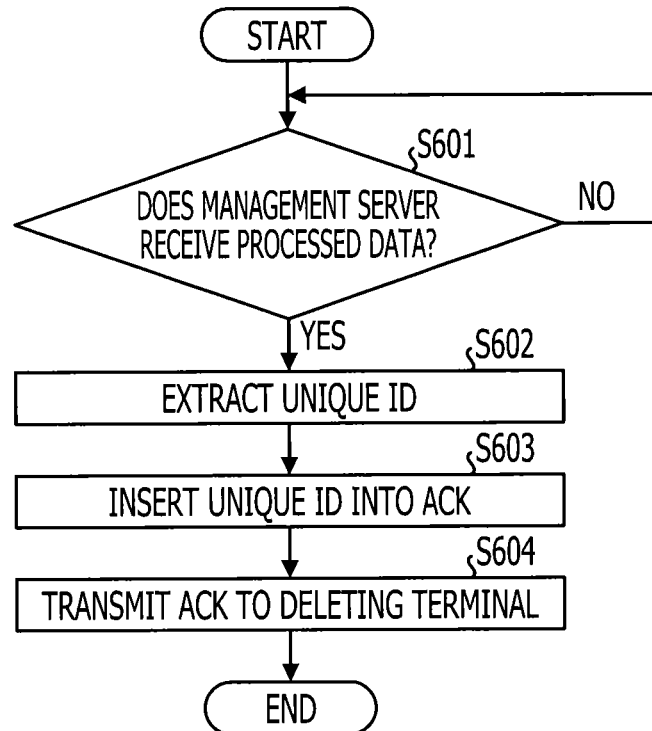 START
S601
DOES MANAGEMENT SERVER
RECEIVE PROCESSED DATA?
NO
YES
S602
EXTRACT UNIQUE ID
S603
INSERT UNIQUE ID INTO ACK
S604
TRANSMIT ACK TO DELETING TERMINAL
END